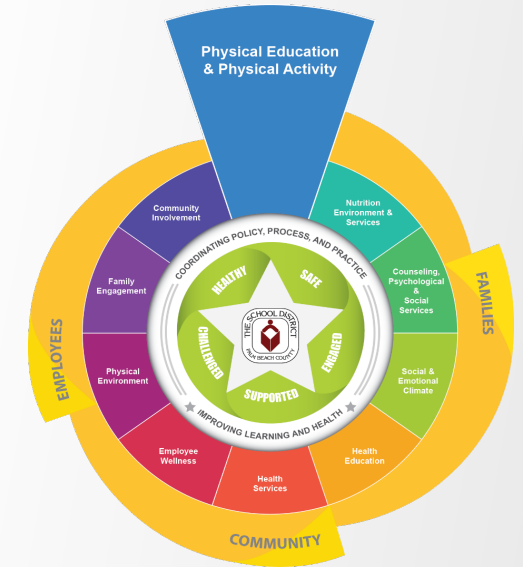 Physical Education
& Physical Activity
Community
Involvement
Nutrition
Environment &
Services
Family
Engagement
Counseling,
Psychological
&
Social
Services
Physical
Environment
Social &
Emotional
Climate
Employee
Wellness
Health
Services
Health
Education
COORDINATING POLICY, PROCESS, AND PRACTICE
IMPROVING LEARNING AND HEALTH
HEALTHY
SAFE
ENGAGED
SUPPORTED
CHALLENGED
THE SCHOOL DISTRICT
PALM BEACH COUNTY
EMPLOYEES
FAMILIES
COMMUNITY